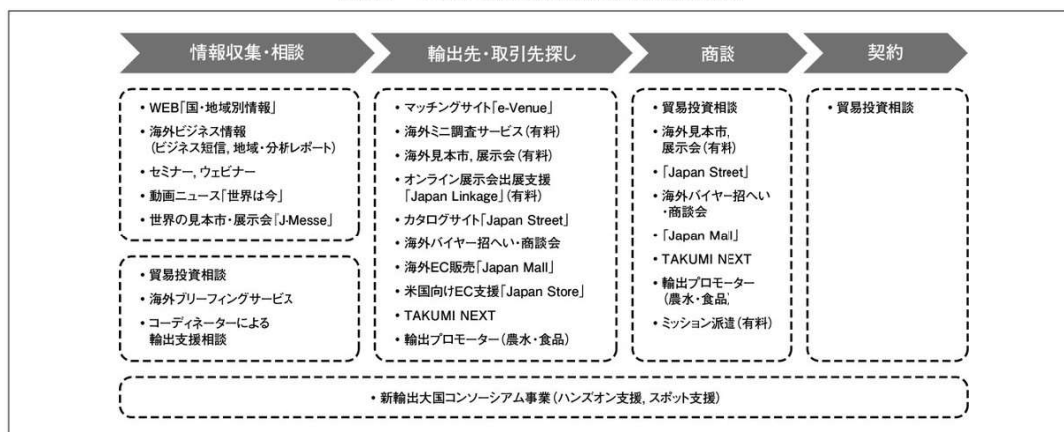 情報収集・相談
• WEB「国・地域別情報」
• 海外ビジネス情報
(ビジネス短信, 地域・分析レポート)
• セミナー, ウェビナー
• 動画ニュース「世界は今」
• 世界の見本市・展示会「J-Messe」
• 貿易投資相談
• 海外ブリーフィングサービス
• コーディネーターによる
輸出支援相談
輸出先・取引先探し
• マッチングサイト「e-Venue」
• 海外ミニ調査サービス(有料)
• 海外見本市, 展示会(有料)
• オンライン展示会出展支援
「Japan Linkage」(有料)
• カタログサイト「Japan Street」
• 海外バイヤー招へい・商談会
• 海外EC販売「Japan Mall」
• 米国向けEC支援「Japan Store」
• TAKUMI NEXT
• 輸出プロモーター(農水・食品)
商談
• 貿易投資相談
• 海外見本市,
展示会(有料)
• 「Japan Street」
• 海外バイヤー招へい
・商談会
• 「Japan Mall」
• TAKUMI NEXT
• 輸出プロモーター
(農水・食品)
• ミッション派遣(有料)
契約
• 貿易投資相談
• 新輸出大国コンソーシアム事業(ハンズオン支援, スポット支援)